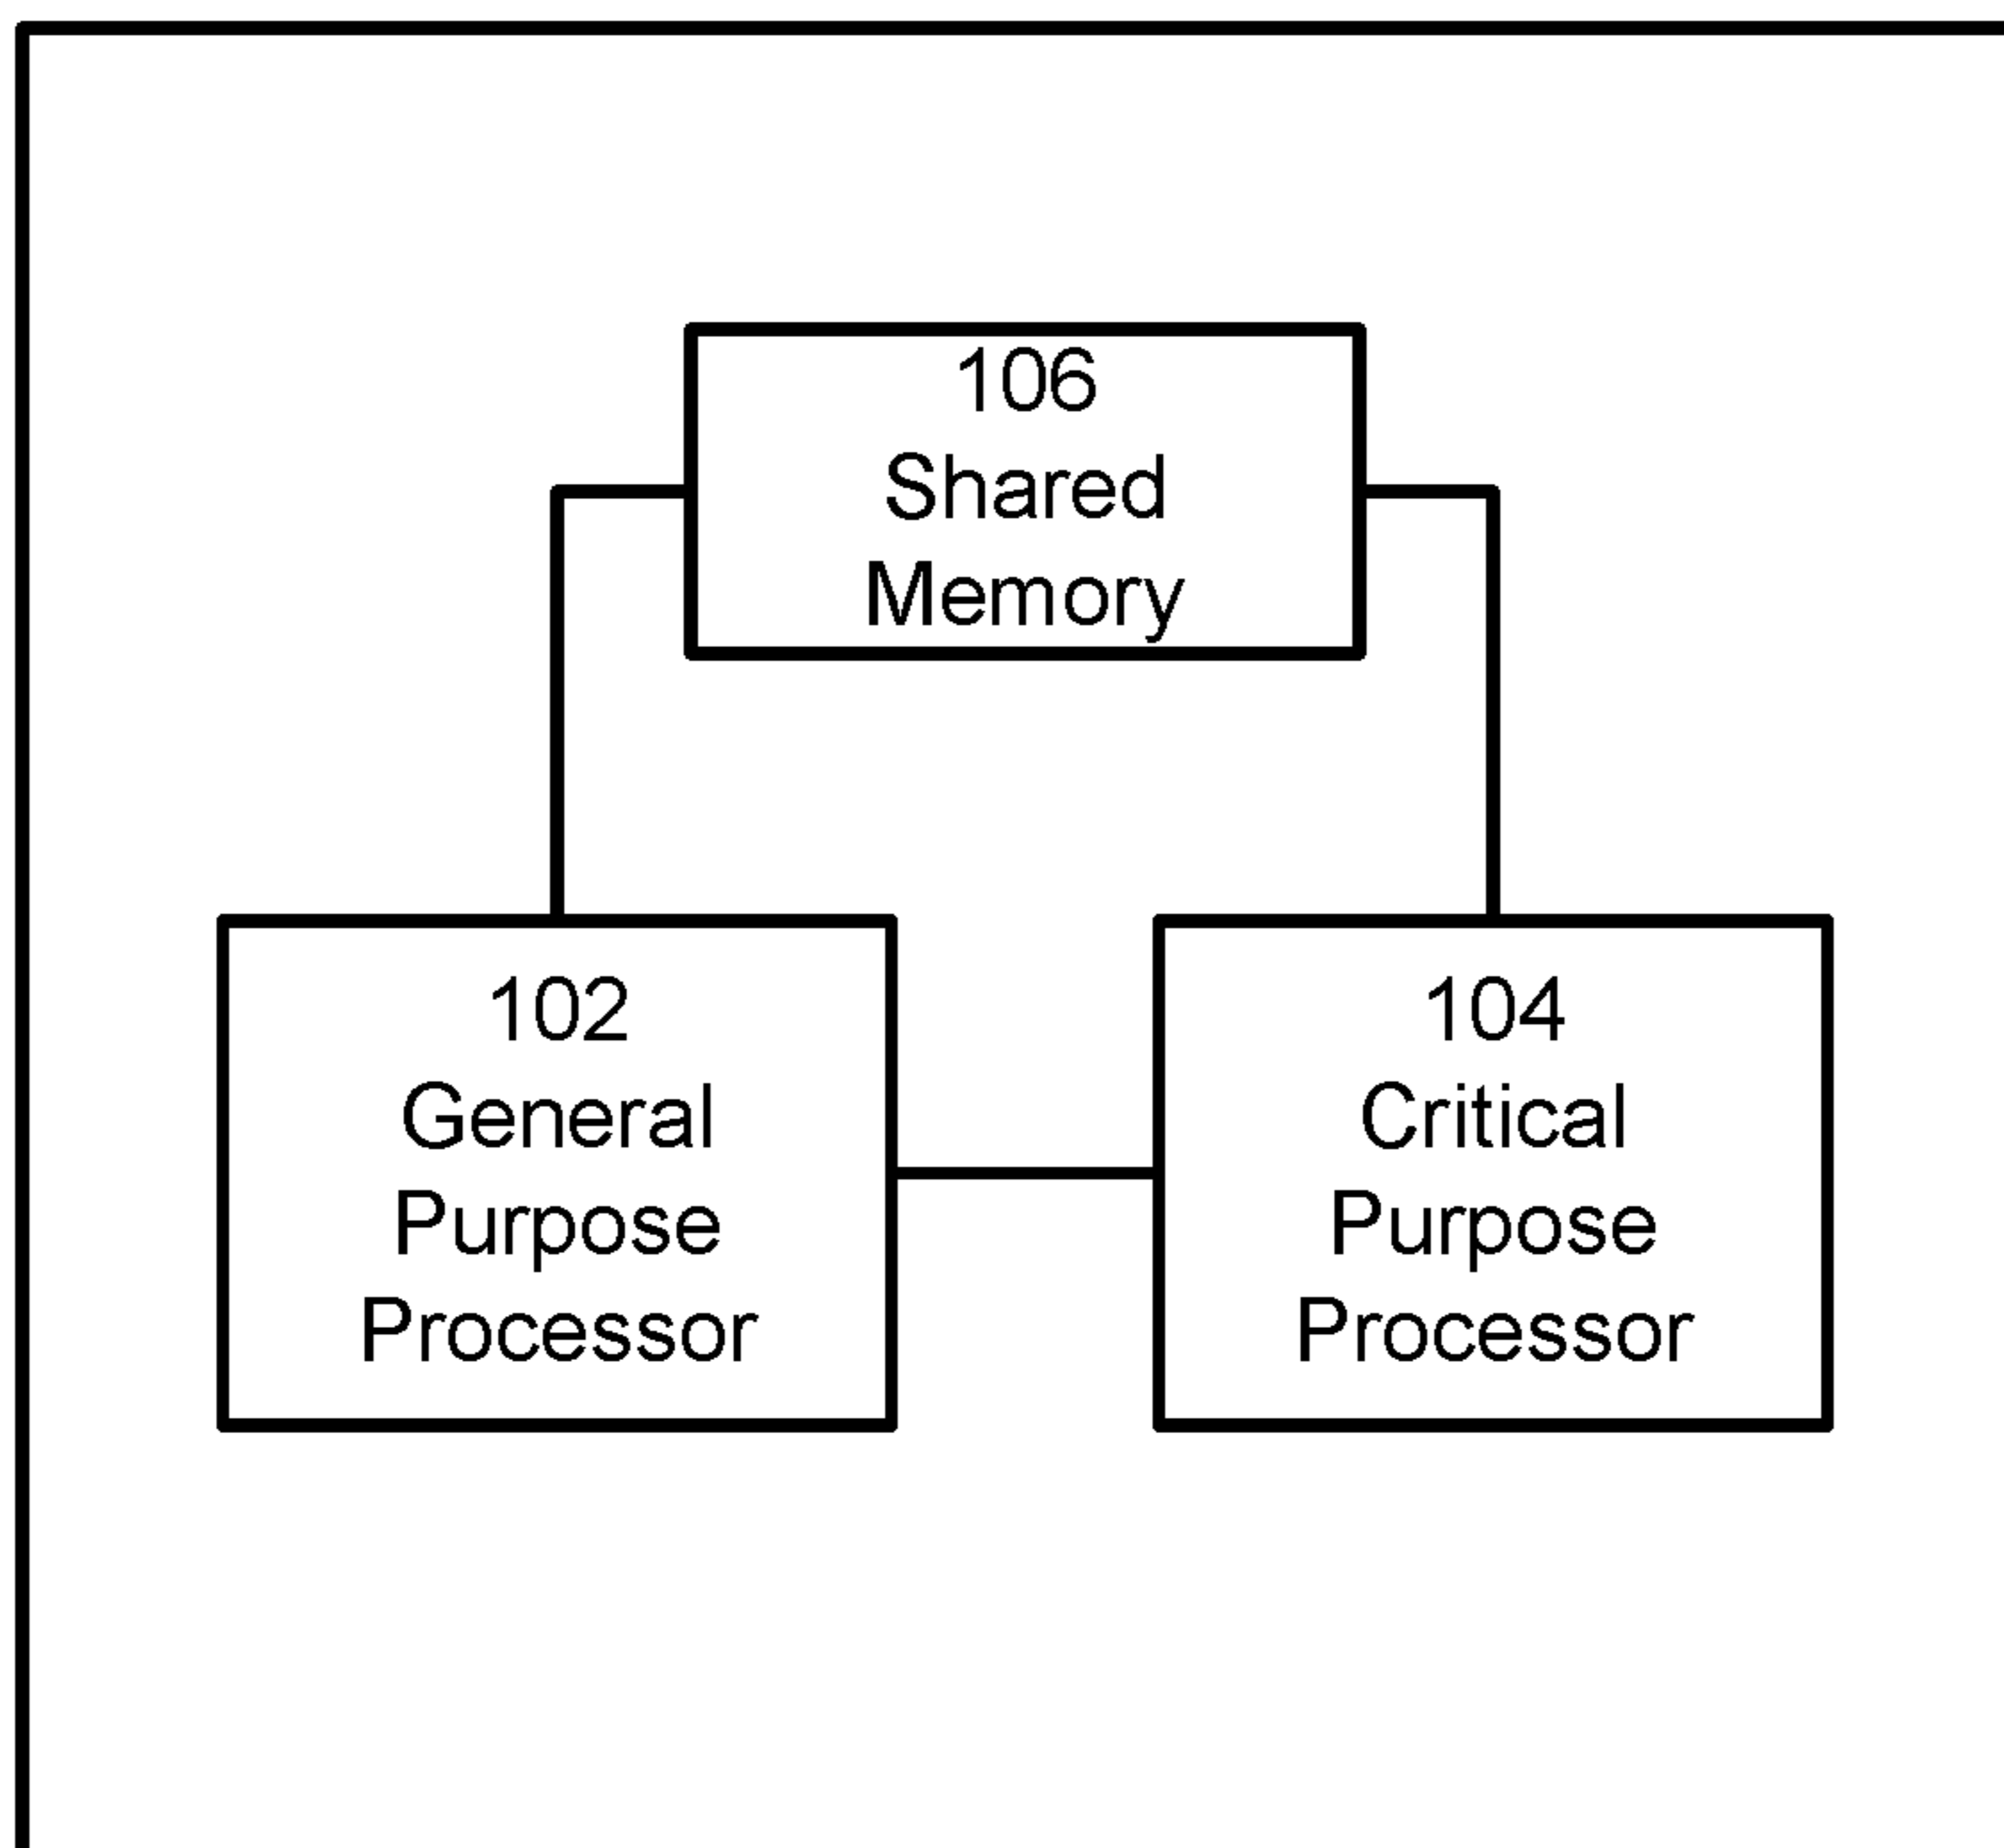 106
Shared
Memory
102
General
Purpose
Processor
104
Critical
Purpose
Processor